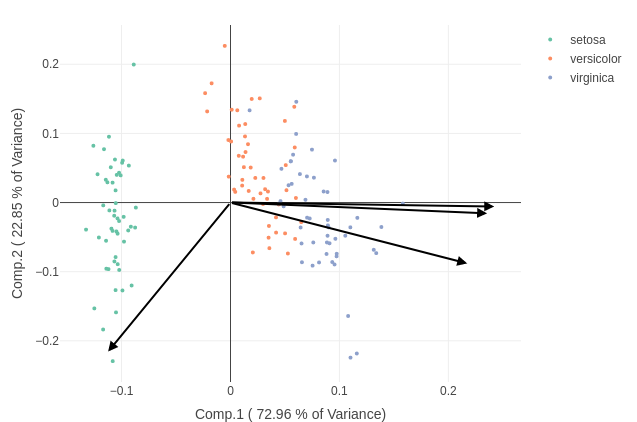 setosa
versicolor
virginica
0.2
0.1
0
−0.1
−0.2
Comp.2 ( 22.85 % of Variance)
−0.1
0
0.1
0.2
Comp.1 ( 72.96 % of Variance)